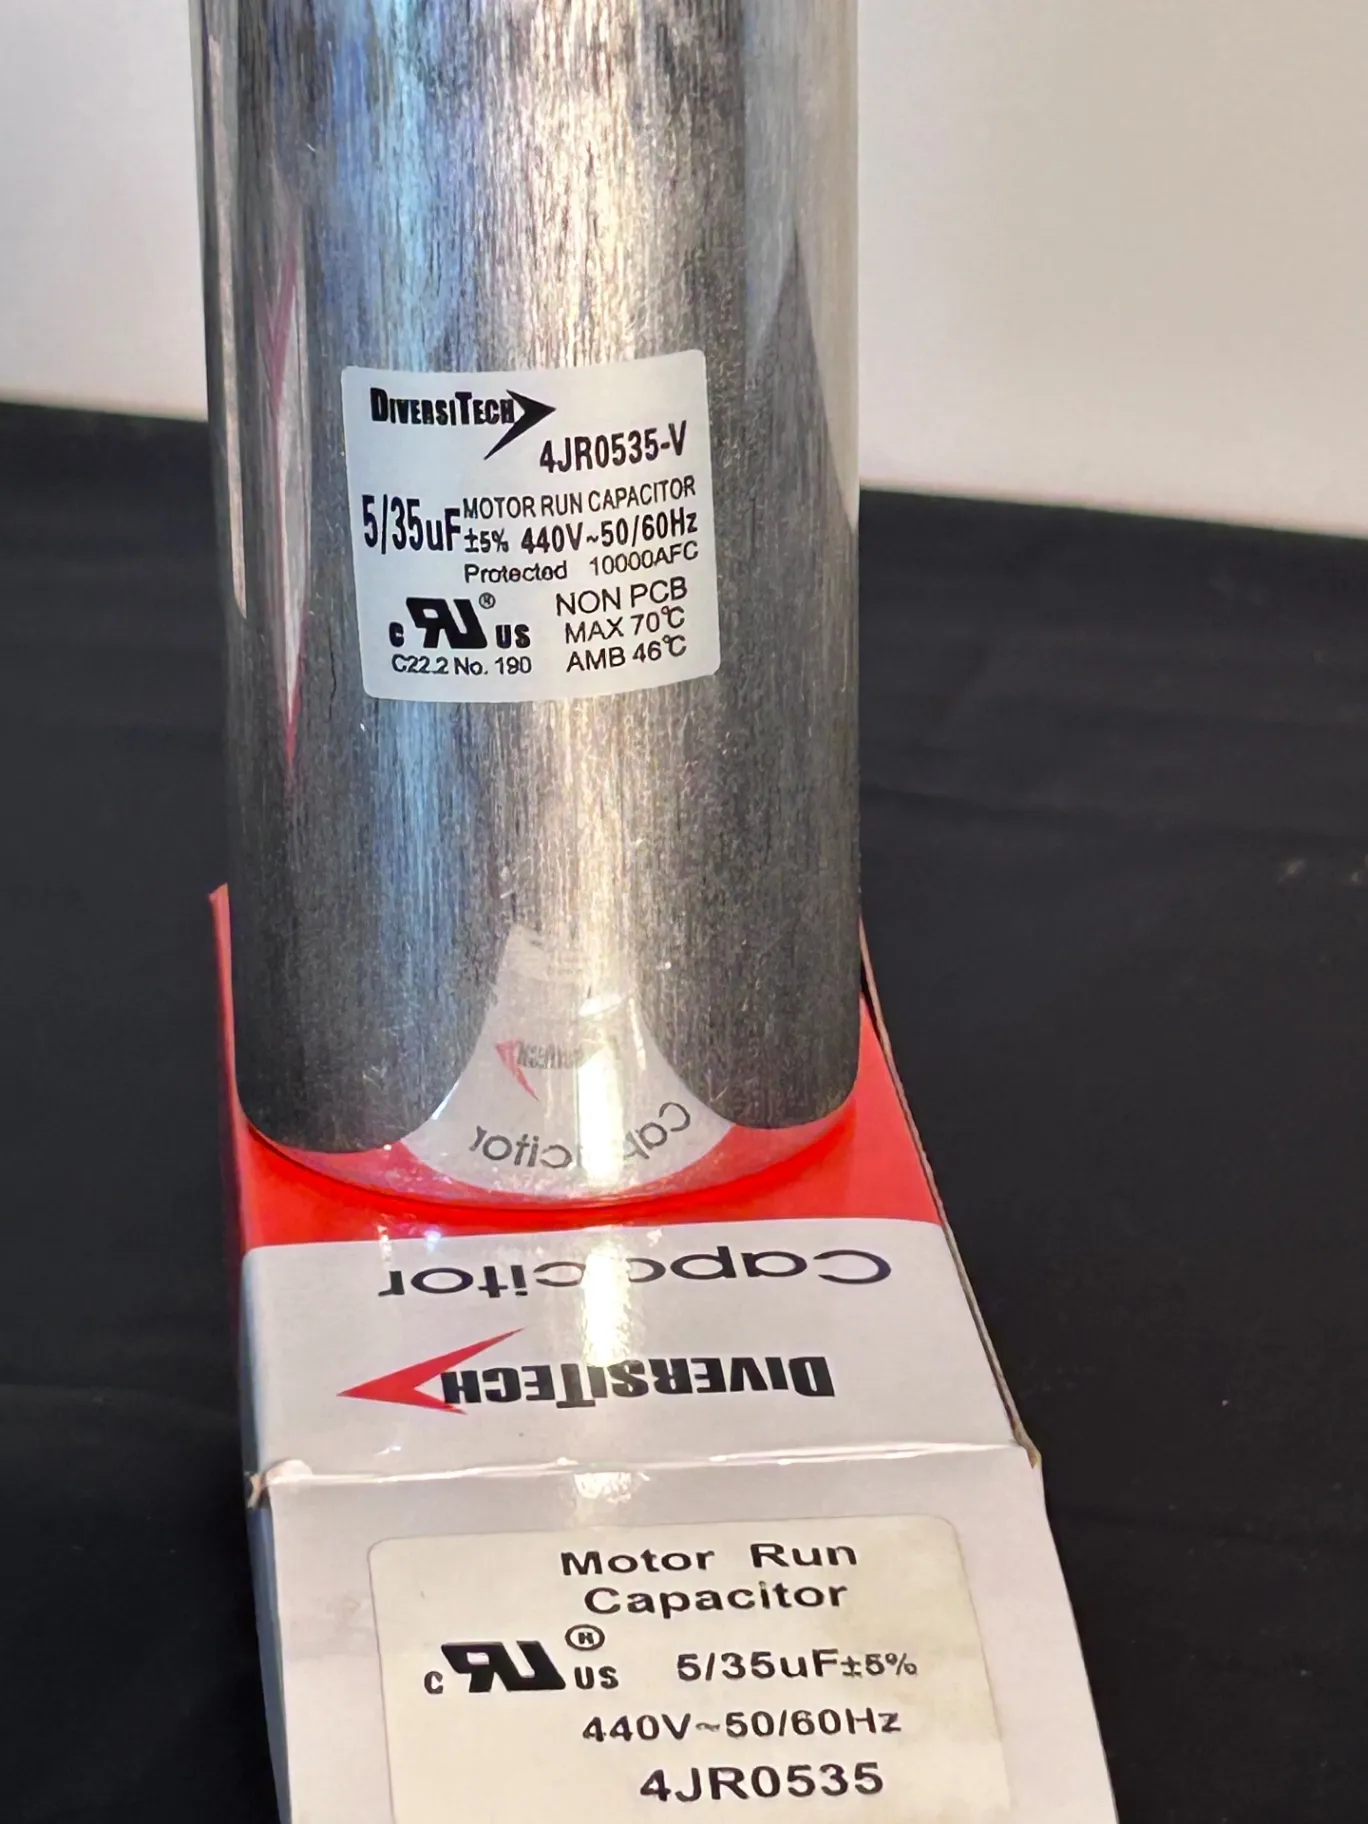 DIVERSITECH
4JR0535-V
5/35uF MOTOR RUN CAPACITOR
±5% 440V~50/60Hz
Protected 10000AFC
NON PCB
c RU® US MAX 70℃
C22.2 No. 190 AMB 46℃
Capacitor
Capacitor
DIVERSITECH
Motor Run
Capacitor
c RU® US 5/35uF±5%
440V~50/60Hz
4JR0535